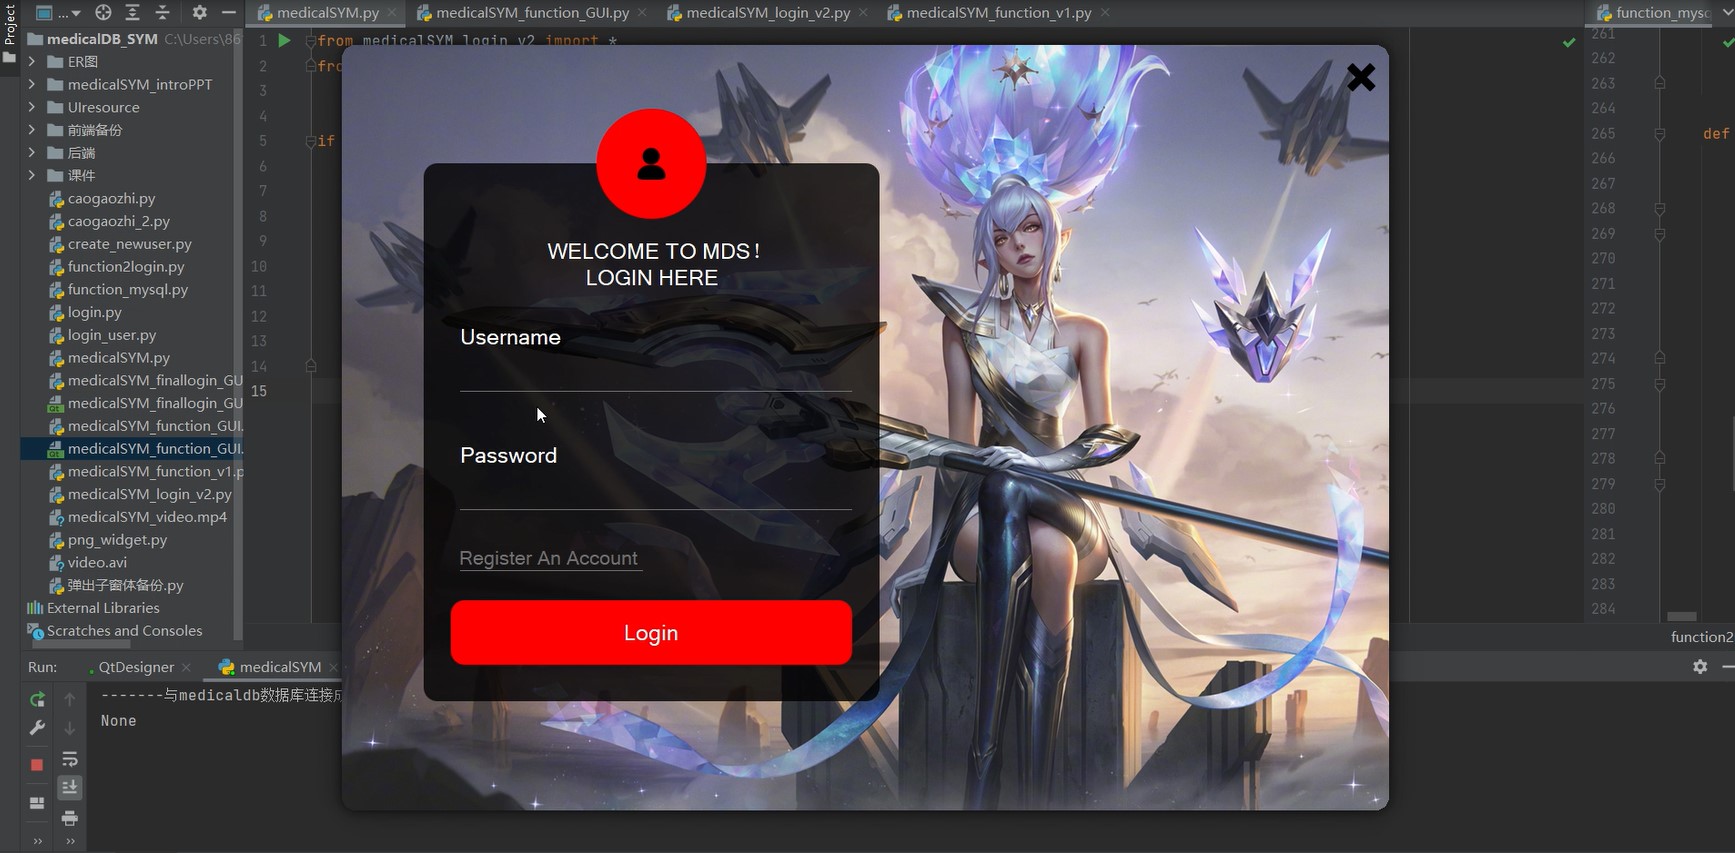 Project
...
medicalSYM.py
medicalSYM_function_GUI.py
medicalSYM_login_v2.py
medicalSYM_function_v1.py
function_mysq
medicalDB_SYM C:\Users\86
ER图
medicalSYM_introPPT
UIresource
前端备份
后端
课件
caogaozhi.py
caogaozhi_2.py
create_newuser.py
function2login.py
function_mysql.py
login.py
login_user.py
medicalSYM.py
medicalSYM_finallogin_GU
medicalSYM_finallogin_GU
medicalSYM_function_GUI.
medicalSYM_function_GUI.
medicalSYM_function_v1.p
medicalSYM_login_v2.py
medicalSYM_video.mp4
png_widget.py
video.avi
弹出子窗体备份.py
External Libraries
Scratches and Consoles
1 from medicalSYM_login_v2 import *
2 fro
3
4
5 if
6
7
8
9
10
11
12
13
14
15
WELCOME TO MDS！
LOGIN HERE
Username
Password
Register An Account
Login
261
262
263
264
265 def
266
267
268
269
270
271
272
273
274
275
276
277
278
279
280
281
282
283
284
function2
Run:
QtDesigner
medicalSYM
-------与medicaldb数据库连接成
None